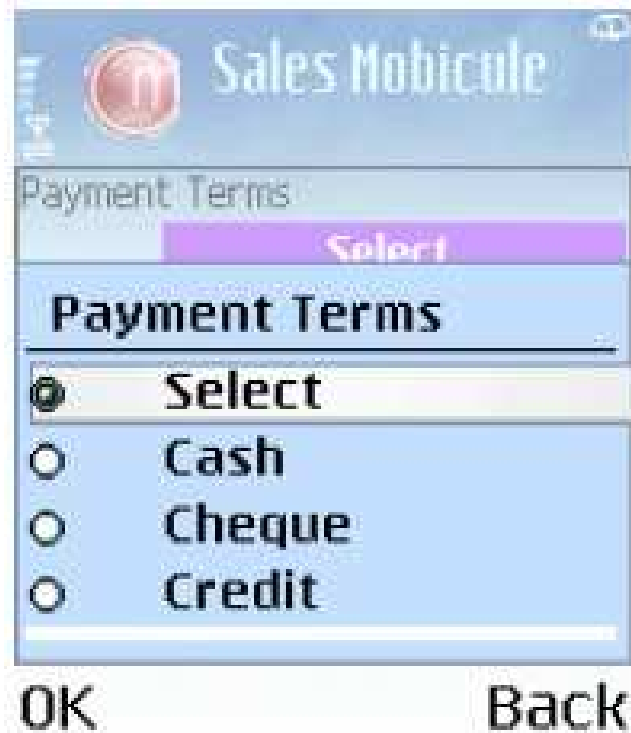 Sales Mobicule
Payment Terms
Select
Payment Terms
Select
Cash
Cheque
Credit
OK Back